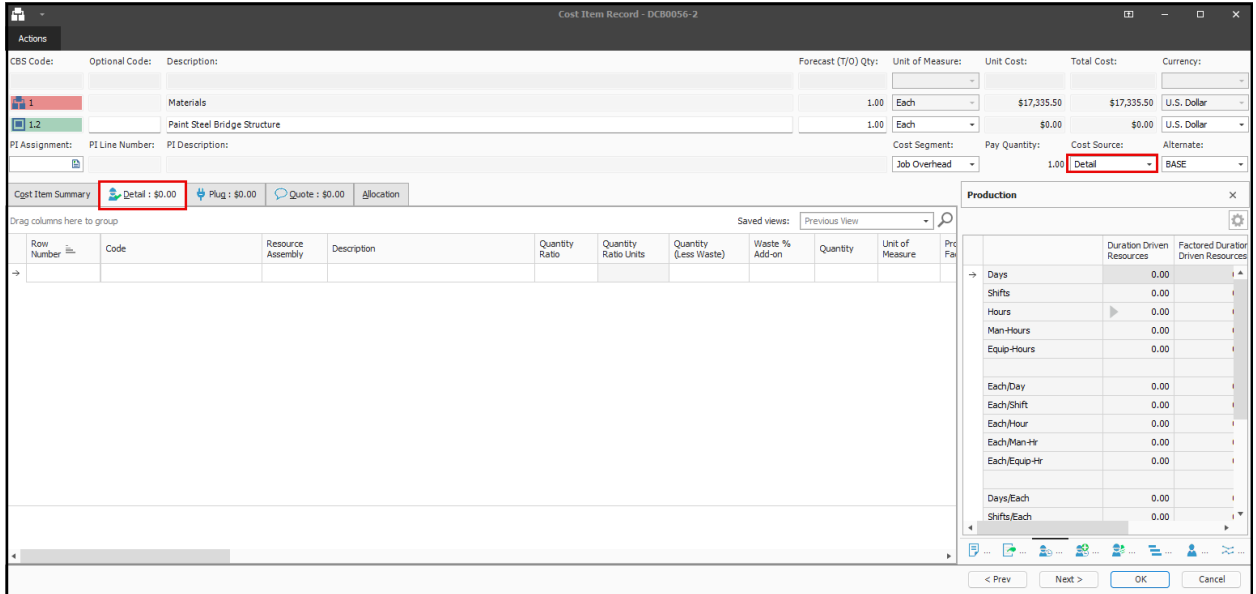 Cost Item Record - DCB0056-2
Actions
CBS Code: Optional Code: Description: Forecast (T/O) Qty: Unit of Measure: Unit Cost: Total Cost: Currency:
1 Materials 1.00 Each $17,335.50 $17,335.50 U.S. Dollar
1.2 Paint Steel Bridge Structure 1.00 Each $0.00 $0.00 U.S. Dollar
PI Assignment: PI Line Number: PI Description: Cost Segment: Pay Quantity: Cost Source: Alternate:
Job Overhead 1.00 Detail BASE
Cost Item Summary Detail : $0.00 Plug : $0.00 Quote : $0.00 Allocation
Drag columns here to group Saved views: Previous View
Row Number Code Resource Assembly Description Quantity Ratio Quantity Ratio Units Quantity (Less Waste) Waste % Add-on Quantity Unit of Measure
Production
Duration Driven Resources Factored Duration Driven Resources
Days 0.00
Shifts 0.00
Hours 0.00
Man-Hours 0.00
Equip-Hours 0.00
Each/Day 0.00
Each/Shift 0.00
Each/Hour 0.00
Each/Man-Hr 0.00
Each/Equip-Hr 0.00
Days/Each 0.00
Shifts/Each 0.00
... ... ... ... ... ... ... ...
< Prev Next > OK Cancel